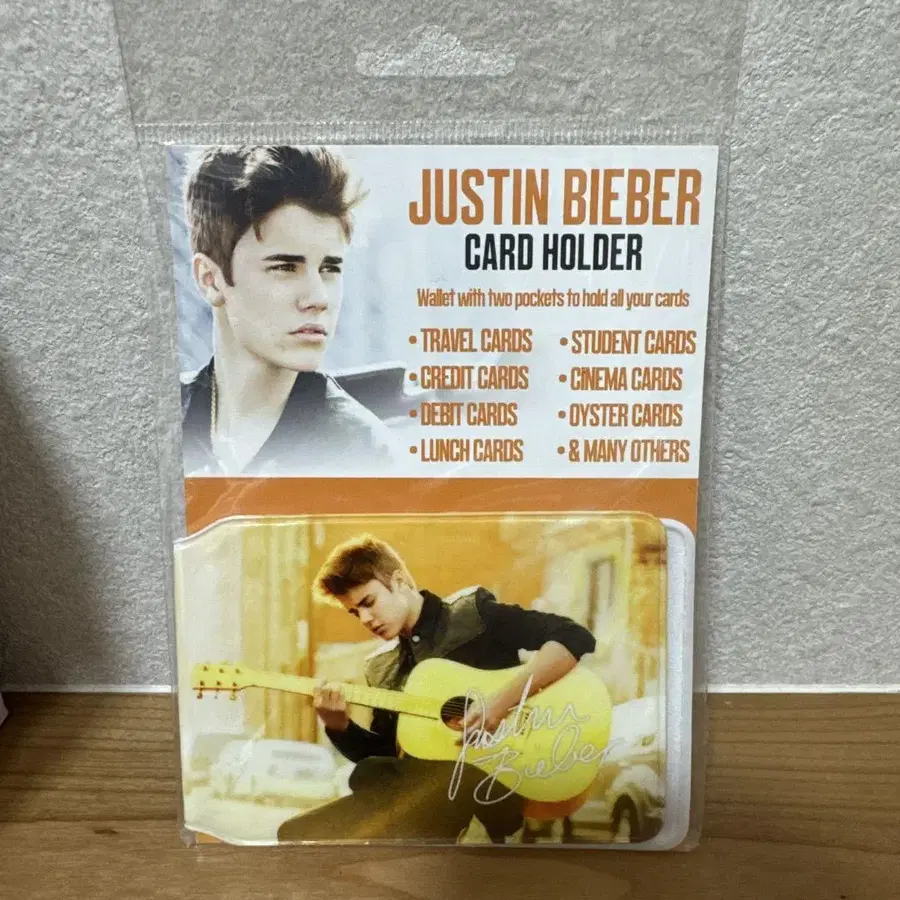 JUSTIN BIEBER
CARD HOLDER
Wallet with two pockets to hold all your cards
• TRAVEL CARDS
• CREDIT CARDS
• DEBIT CARDS
• LUNCH CARDS
• STUDENT CARDS
• CINEMA CARDS
• OYSTER CARDS
• & MANY OTHERS
Justin
Bieber